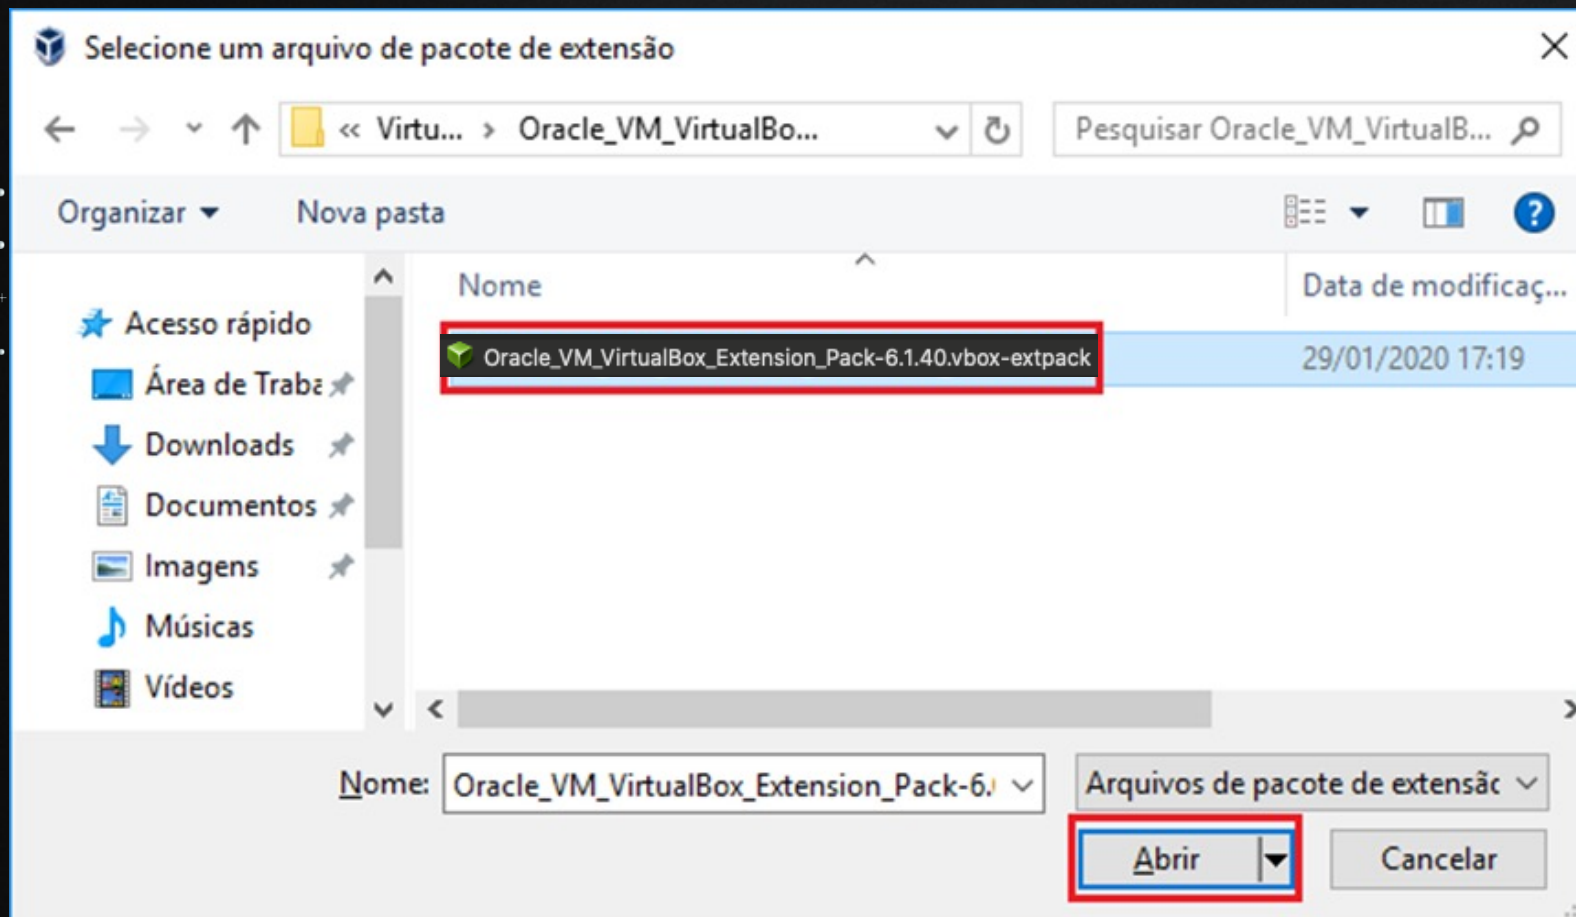 Selecione um arquivo de pacote de extensão
« Virtu... > Oracle_VM_VirtualBo...
Pesquisar Oracle_VM_VirtualB...
Organizar
Nova pasta
?
Nome
Data de modificaç...
Acesso rápido
Área de Traba
Downloads
Documentos
Imagens
Músicas
Vídeos
Oracle_VM_VirtualBox_Extension_Pack-6.1.40.vbox-extpack
29/01/2020 17:19
Nome:
Oracle_VM_VirtualBox_Extension_Pack-6.
Arquivos de pacote de extensão
Abrir
Cancelar